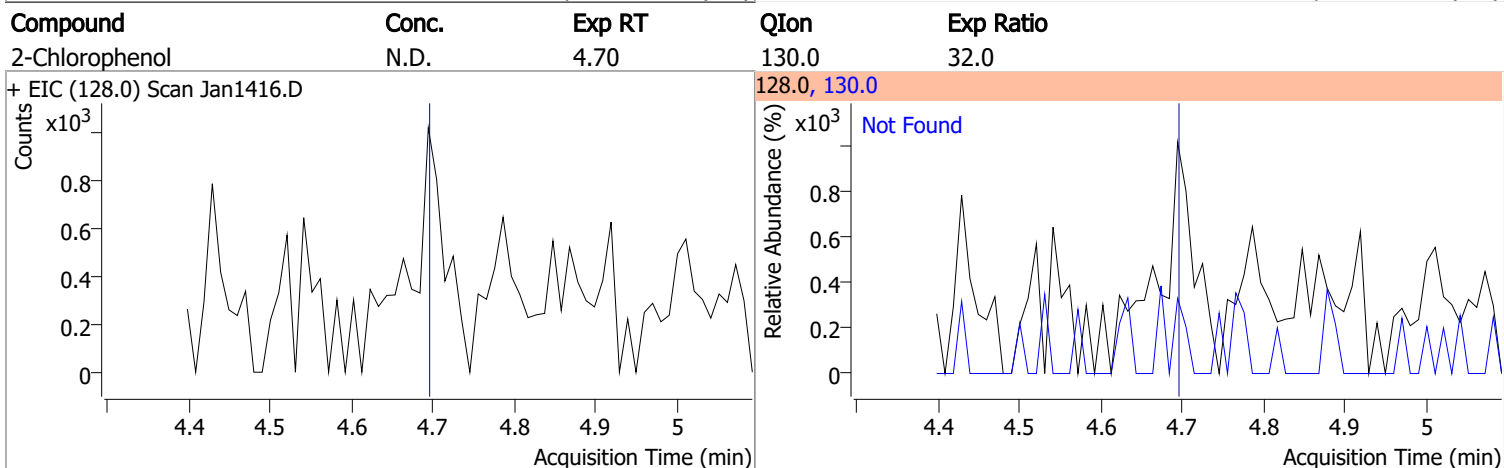 Compound Conc. Exp RT QIon Exp Ratio
2-Chlorophenol N.D. 4.70 130.0 32.0
+ EIC (128.0) Scan Jan1416.D
Counts
x10³
0.8
0.6
0.4
0.2
0
4.4 4.5 4.6 4.7 4.8 4.9 5
Acquisition Time (min)
128.0, 130.0
Relative Abundance (%)
x10³
Not Found
0.8
0.6
0.4
0.2
0
4.4 4.5 4.6 4.7 4.8 4.9 5
Acquisition Time (min)